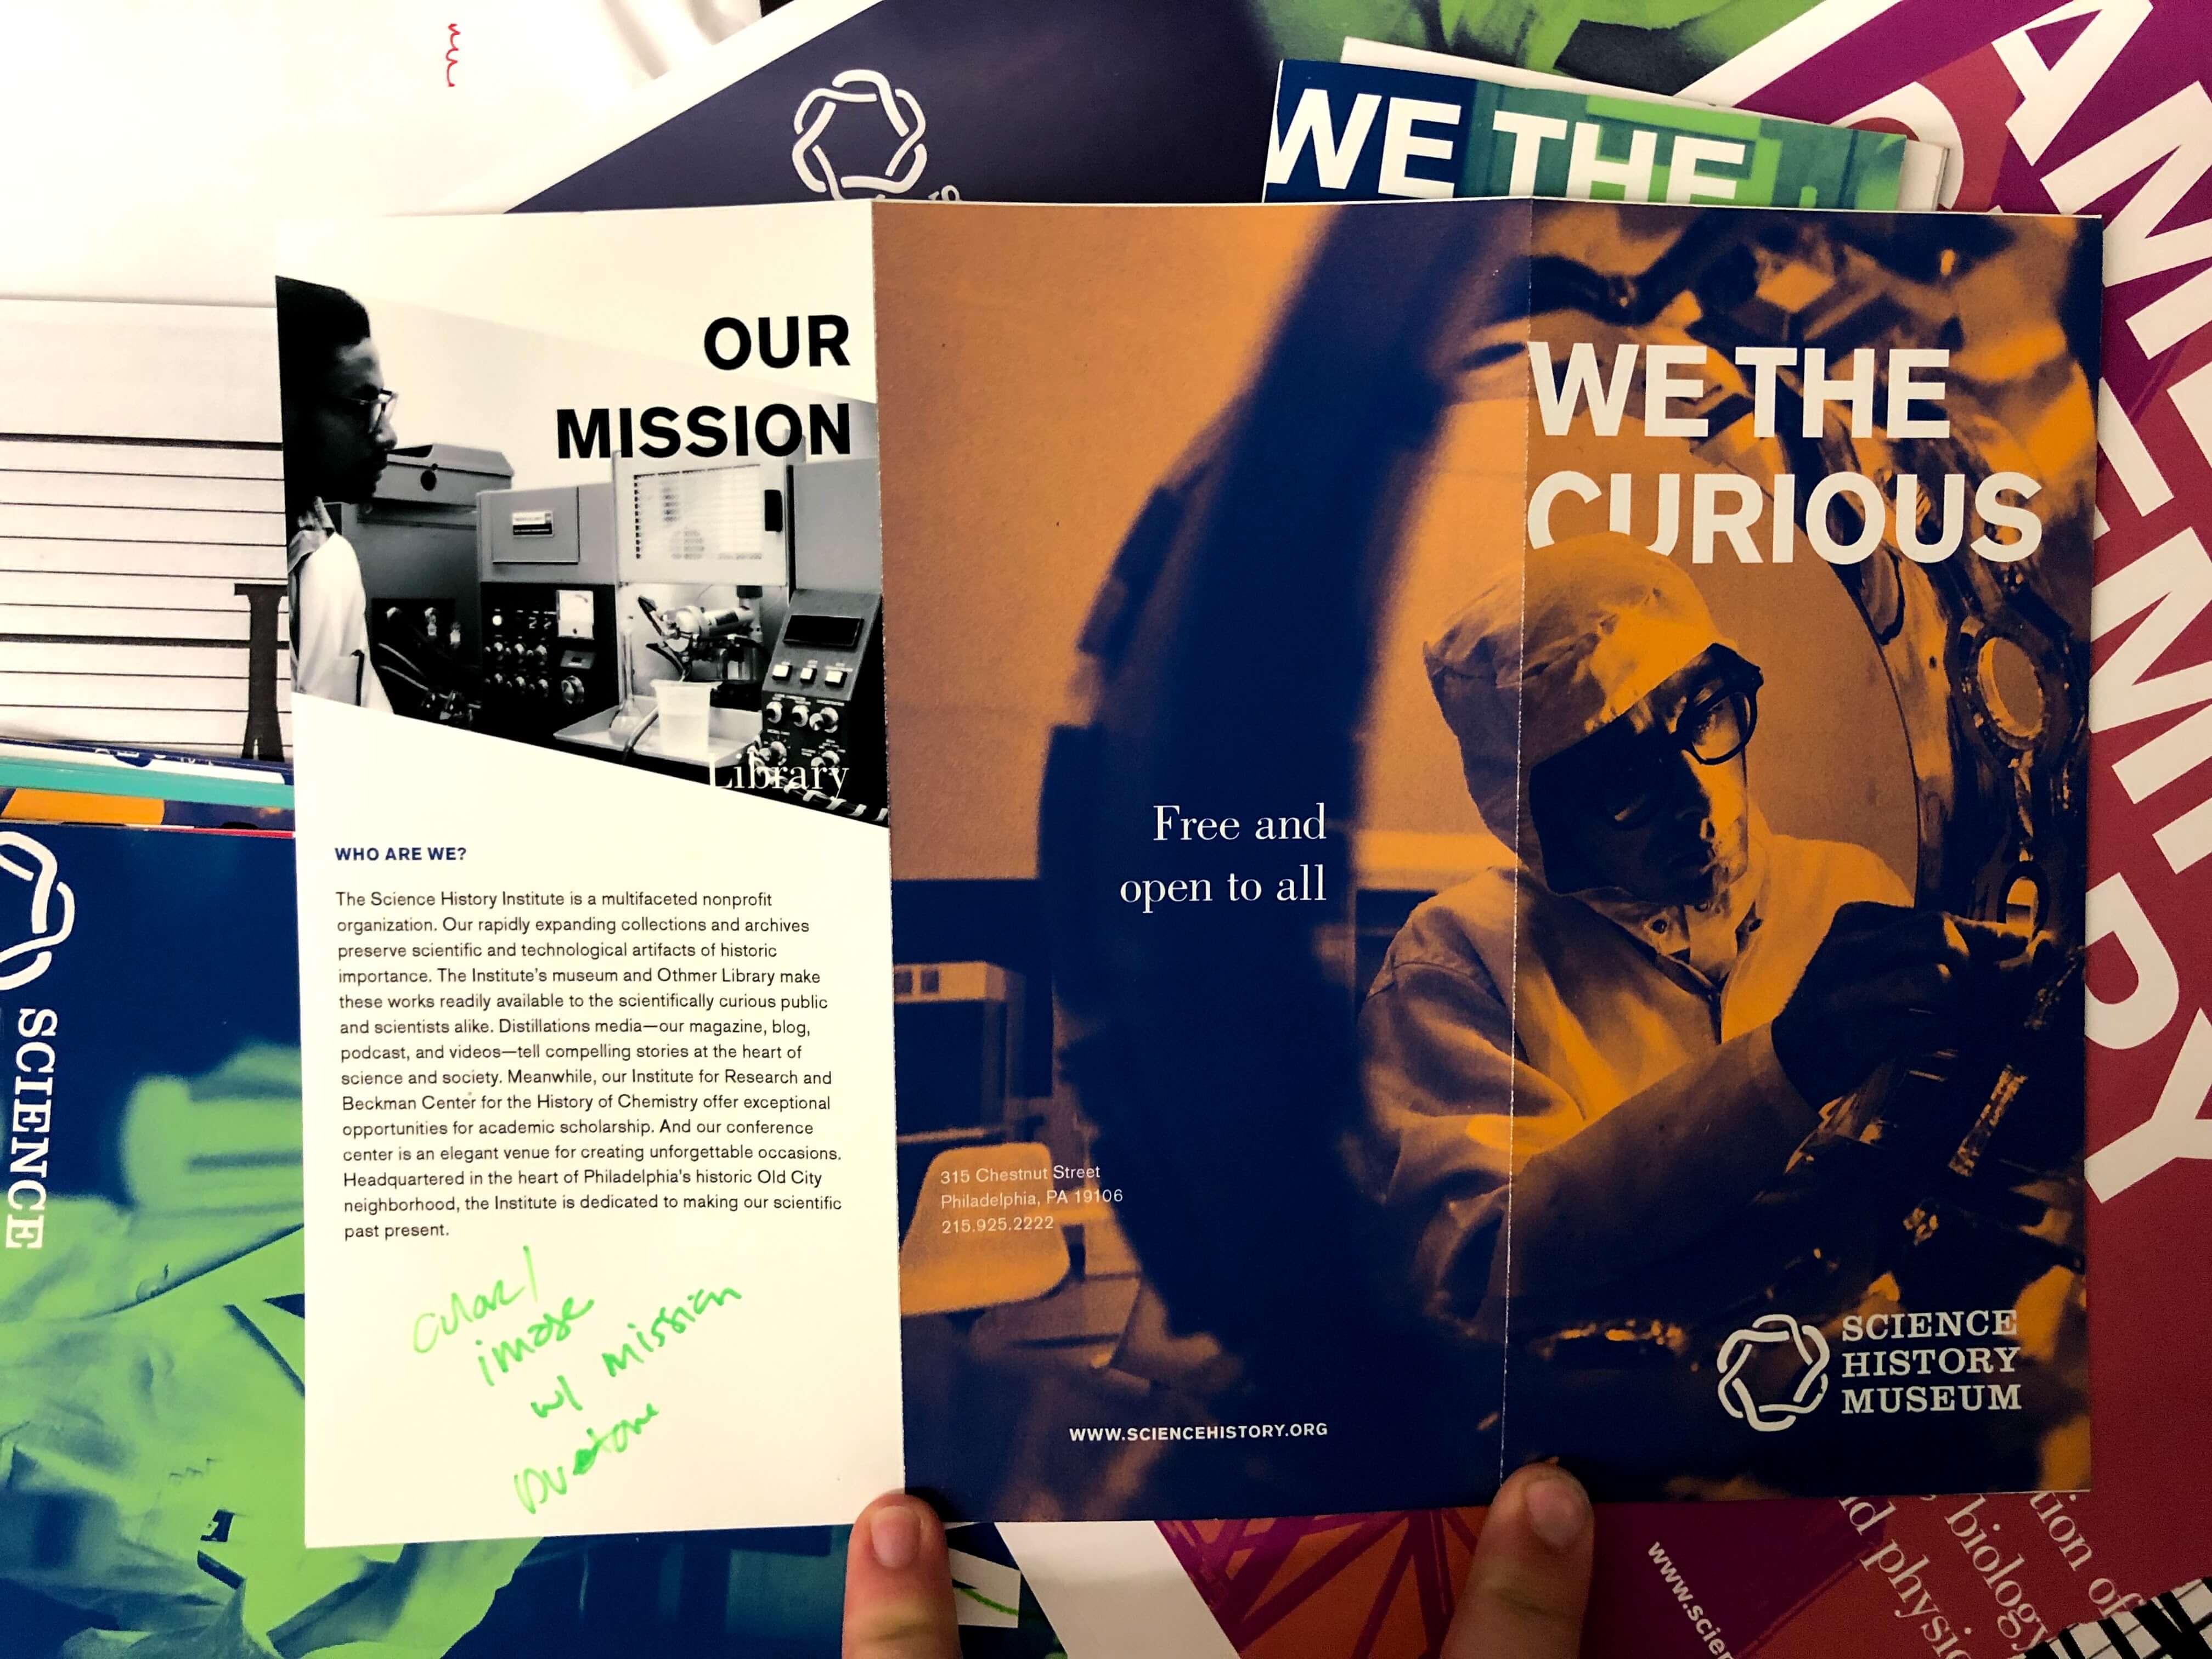 WE THE
OUR
MISSION
Library
WHO ARE WE?
The Science History Institute is a multifaceted nonprofit
organization. Our rapidly expanding collections and archives
preserve scientific and technological artifacts of historic
importance. The Institute's museum and Othmer Library make
these works readily available to the scientifically curious public
and scientists alike. Distillations media—our magazine, blog,
podcast, and videos—tell compelling stories at the heart of
science and society. Meanwhile, our Institute for Research and
Beckman Center for the History of Chemistry offer exceptional
opportunities for academic scholarship. And our conference
center is an elegant venue for creating unforgettable occasions.
Headquartered in the heart of Philadelphia's historic Old City
neighborhood, the Institute is dedicated to making our scientific
past present.
image
w/ mission
Free and
open to all
315 Chestnut Street
Philadelphia, PA 19106
215.925.2222
WWW.SCIENCEHISTORY.ORG
WE THE
CURIOUS
SCIENCE
HISTORY
MUSEUM
SCIENCE
tion of
biology
physic
www.scien